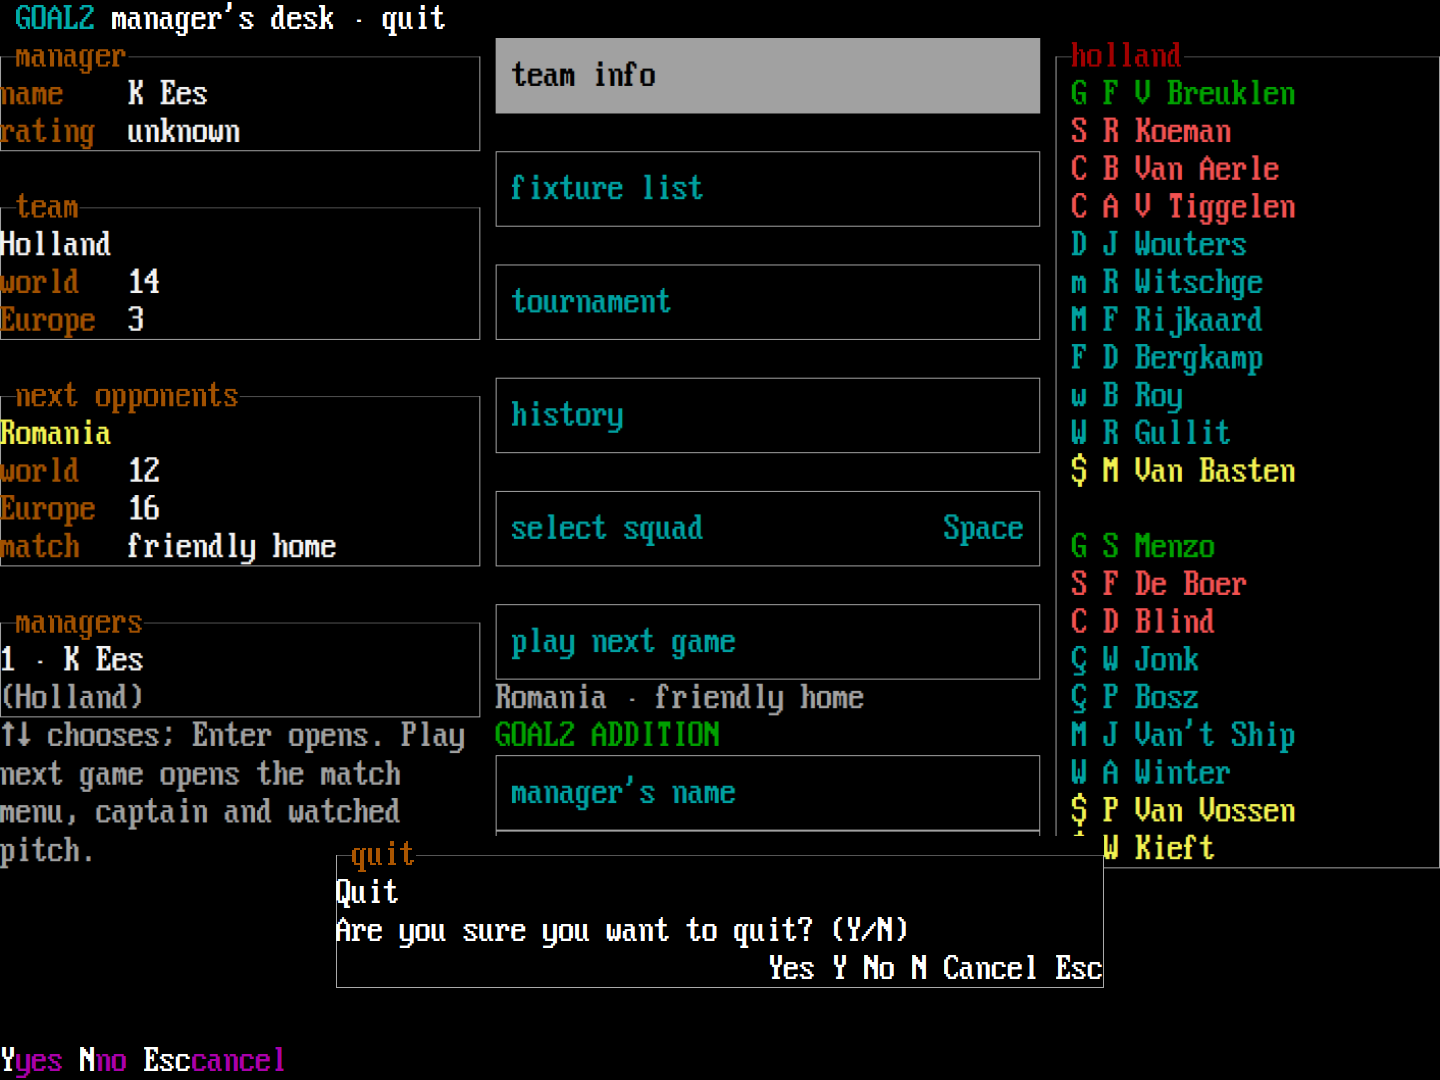 GOAL2 manager's desk · quit
manager
name K Ees
rating unknown
team
Holland
world 14
Europe 3
next opponents
Romania
world 12
Europe 16
match friendly home
managers
1 · K Ees
(Holland)
↑↓ chooses; Enter opens. Play
next game opens the match
menu, captain and watched
pitch.
team info
fixture list
tournament
history
select squad Space
play next game
Romania · friendly home
GOAL2 ADDITION
manager's name
holland
G F V Breuklen
S R Koeman
C B Van Aerle
C A V Tiggelen
D J Wouters
m R Witschge
M F Rijkaard
F D Bergkamp
w B Roy
W R Gullit
$ M Van Basten
G S Menzo
S F De Boer
C D Blind
Ç W Jonk
Ç P Bosz
M J Van't Ship
W A Winter
$ P Van Vossen
W Kieft
quit
Quit
Are you sure you want to quit? (Y/N)
Yes Y No N Cancel Esc
Yyes Nno Esccancel